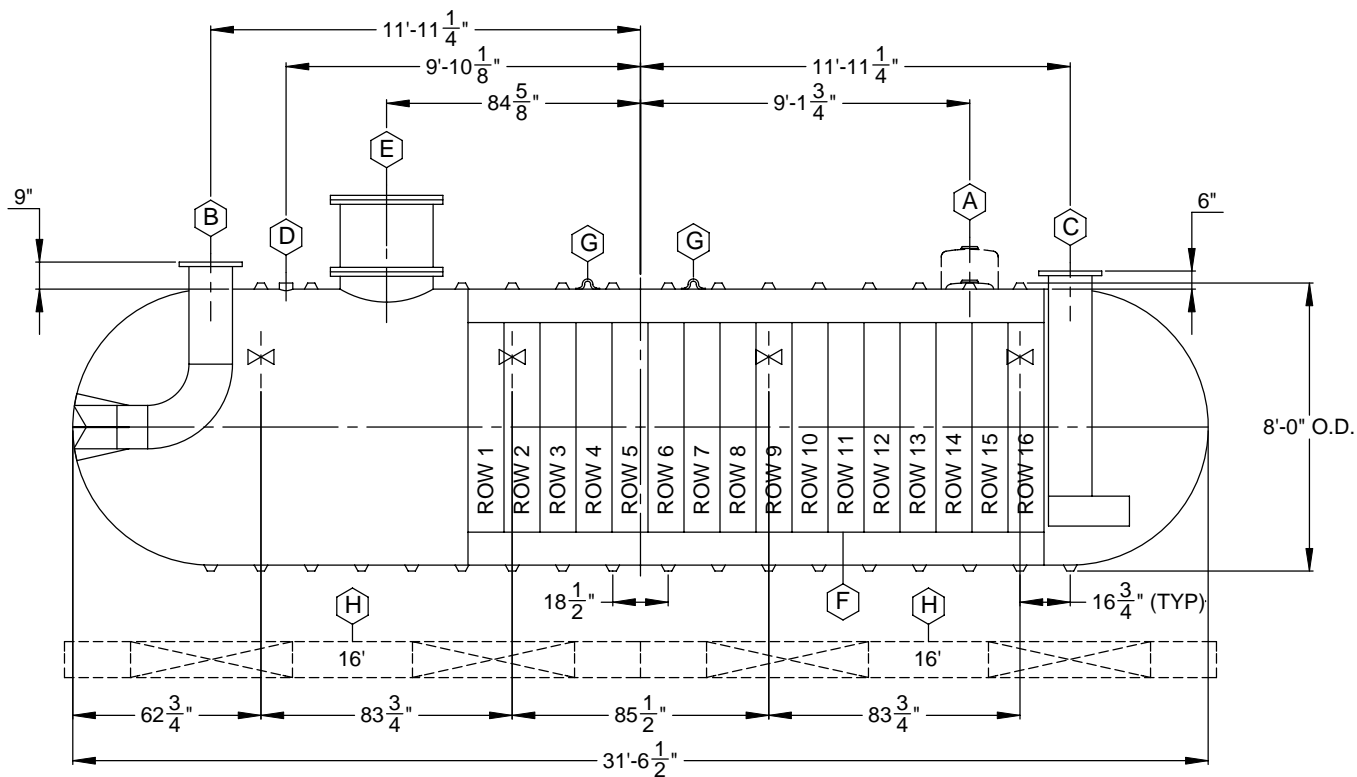 11'-11 1/4"
9'-10 1/8"
11'-11 1/4"
84 5/8"
9'-1 3/4"
E
9"
B
D
G
G
A
C
6"
8'-0" O.D.
ROW 1
ROW 2
ROW 3
ROW 4
ROW 5
ROW 6
ROW 7
ROW 8
ROW 9
ROW 10
ROW 11
ROW 12
ROW 13
ROW 14
ROW 15
ROW 16
H
18 1/2"
F
H
16 3/4" (TYP)
16'
16'
62 3/4"
83 3/4"
85 1/2"
83 3/4"
31'-6 1/2"